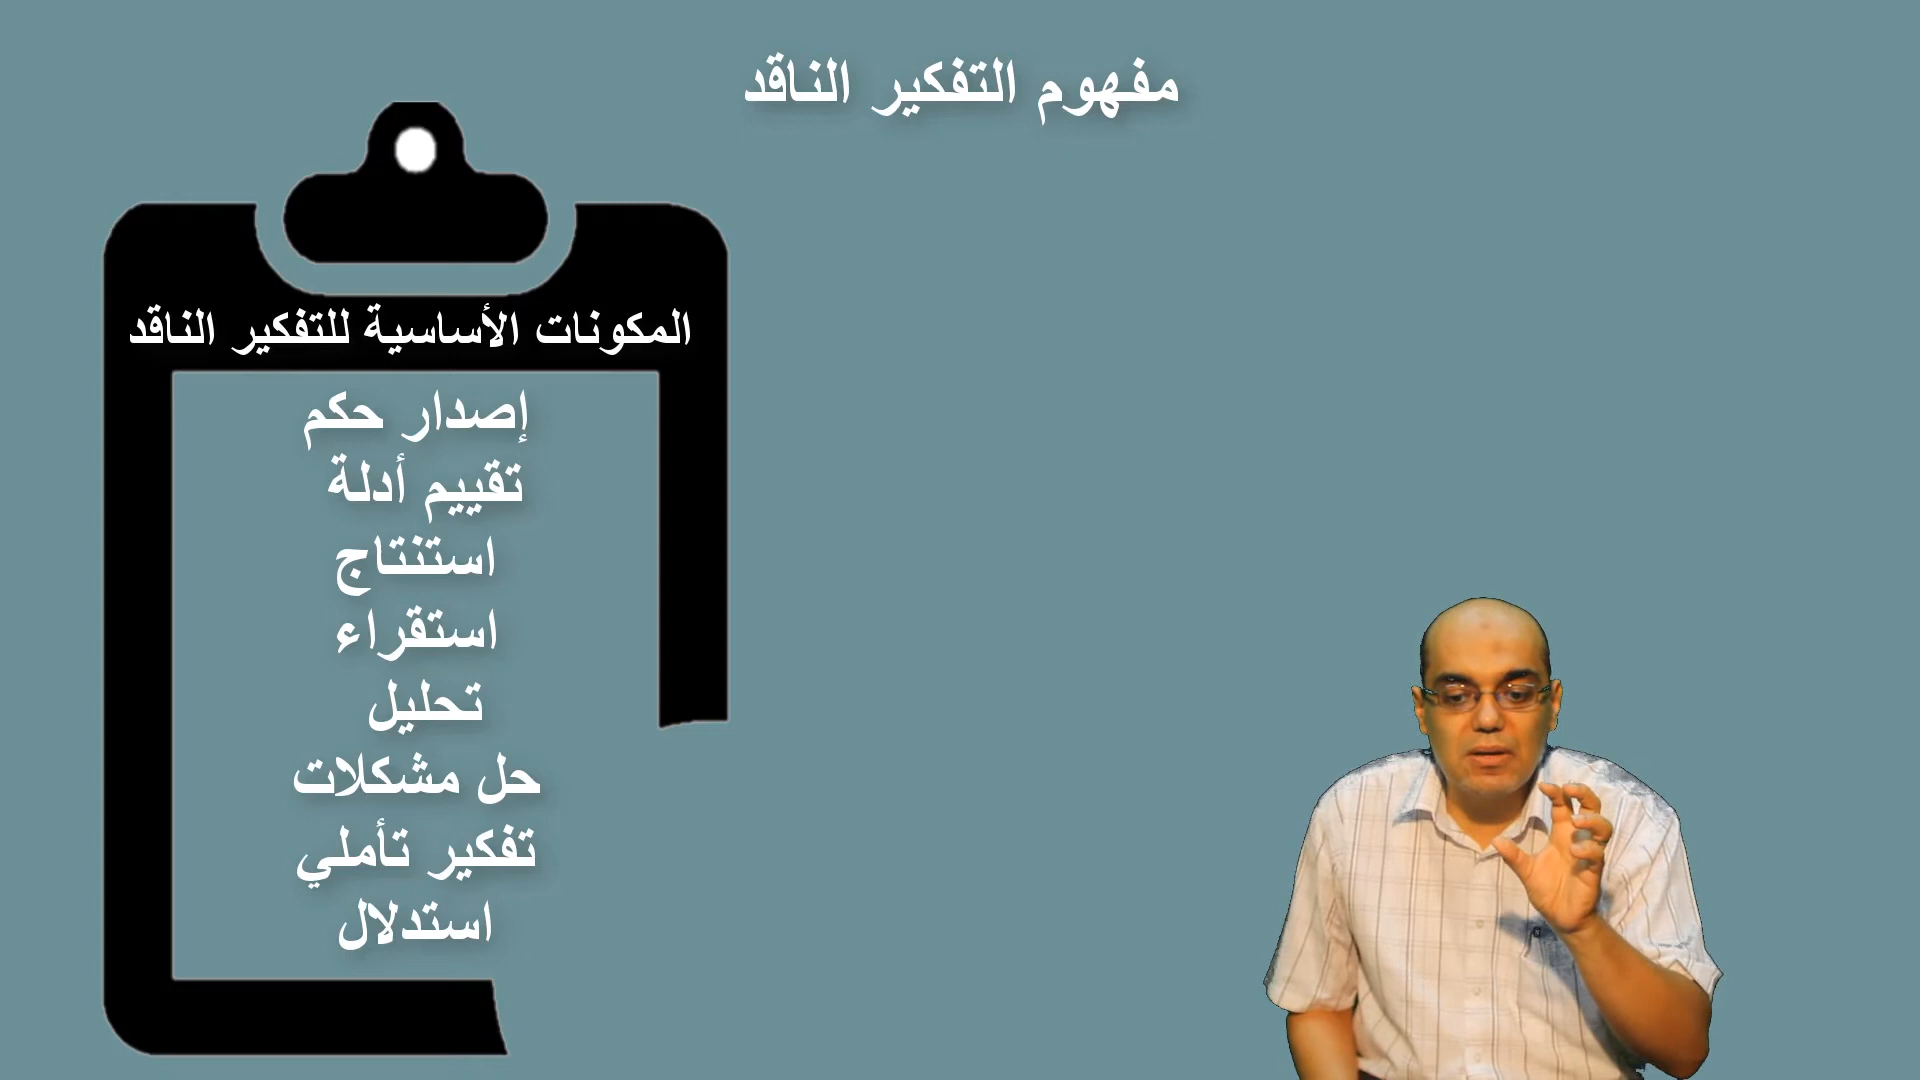 مفهوم التفكير الناقد
المكونات الأساسية للتفكير الناقد
إصدار حكم
تقييم أدلة
استنتاج
استقراء
تحليل
حل مشكلات
تفكير تأملي
استدلال